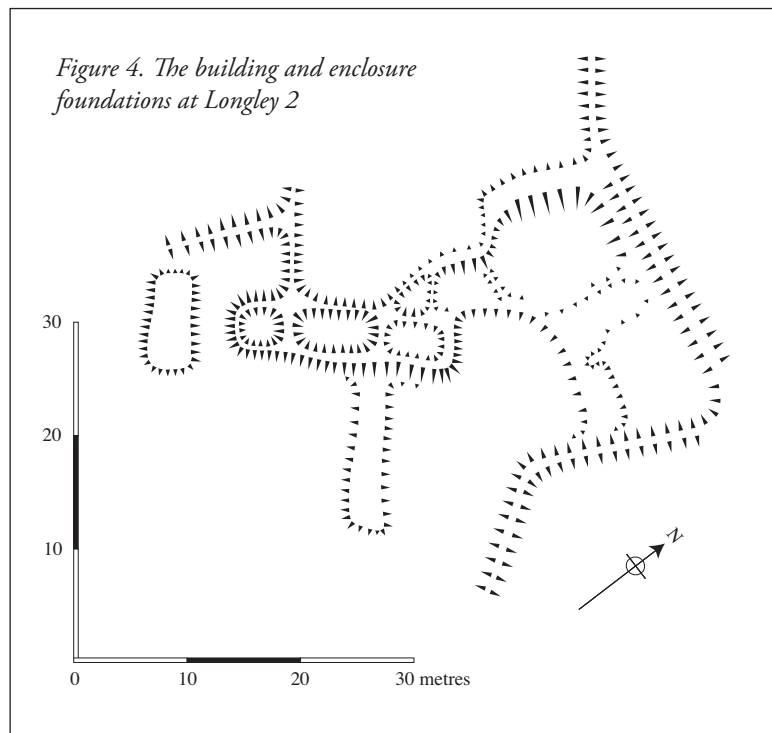 Figure 4. The building and enclosure
foundations at Longley 2
30
20
10
N
0 10 20 30 metres